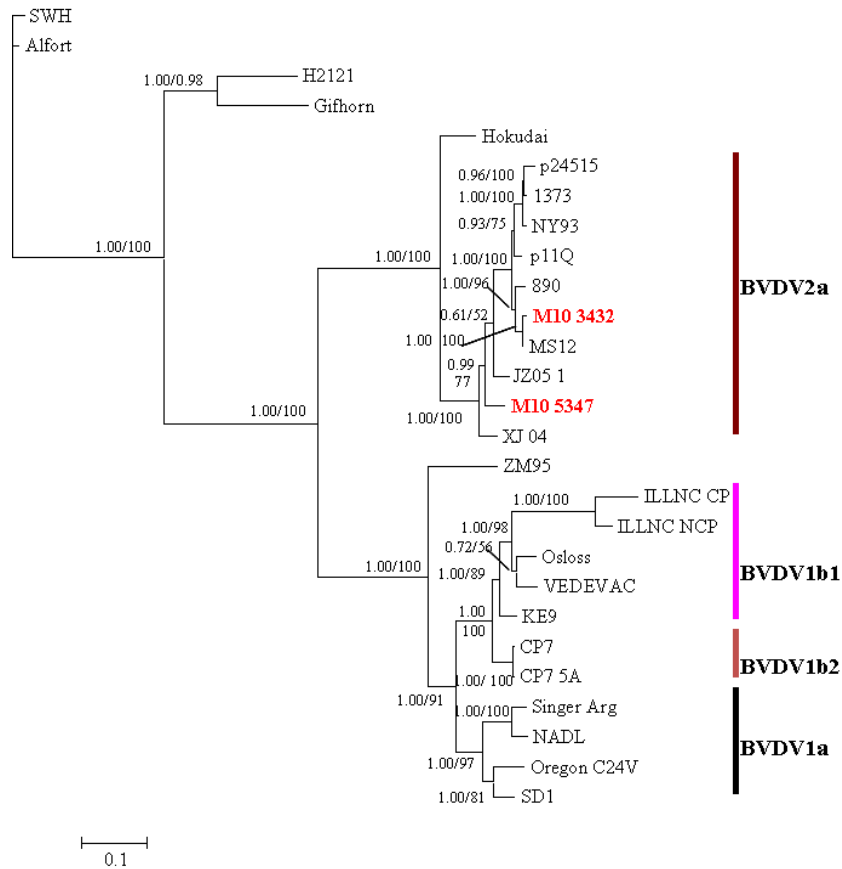 SWH
Alfort
1.00/0.98
H2121
Gifhorn
Hokudai
p24515
0.96/100
1.00/100
1373
0.93/75
NY93
1.00/100
1.00/100
p11Q
1.00/96
890
BVDV2a
0.61/52
M10 3432
1.00 100
MS12
0.99
77
JZ05 1
1.00/100
M10 5347
1.00/100
XJ 04
ZM95
1.00/100
ILLNC CP
1.00/98
ILLNC NCP
0.72/56
Osloss
1.00/100
1.00/89
BVDV1b1
VEDEVAC
1.00
100
KE9
CP7
BVDV1b2
1.00/ 100
CP7 5A
1.00/91
1.00/100
Singer Arg
NADL
BVDV1a
1.00/97
Oregon C24V
1.00/81
SD1
0.1